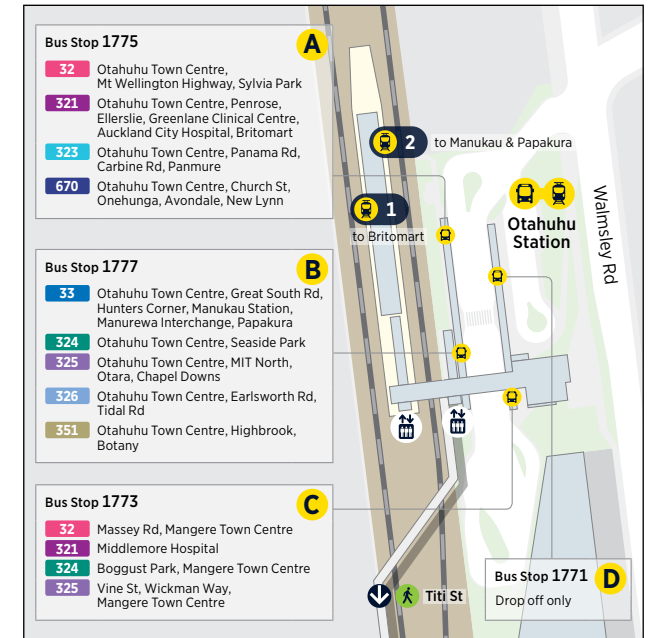 Bus Stop 1775
A
32 Otahuhu Town Centre,
Mt Wellington Highway, Sylvia Park
321 Otahuhu Town Centre, Penrose,
Ellerslie, Greenlane Clinical Centre,
Auckland City Hospital, Britomart
323 Otahuhu Town Centre, Panama Rd,
Carbine Rd, Panmure
670 Otahuhu Town Centre, Church St,
Onehunga, Avondale, New Lynn
2 to Manukau & Papakura
1
to Britomart
Otahuhu
Station
Walmsley Rd
Bus Stop 1777
B
33 Otahuhu Town Centre, Great South Rd,
Hunters Corner, Manukau Station,
Manurewa Interchange, Papakura
324 Otahuhu Town Centre, Seaside Park
325 Otahuhu Town Centre, MIT North,
Otara, Chapel Downs
326 Otahuhu Town Centre, Earlsworth Rd,
Tidal Rd
351 Otahuhu Town Centre, Highbrook,
Botany
Bus Stop 1773
C
32 Massey Rd, Mangere Town Centre
321 Middlemore Hospital
324 Boggust Park, Mangere Town Centre
325 Vine St, Wickman Way,
Mangere Town Centre
Titi St
Bus Stop 1771
D
Drop off only